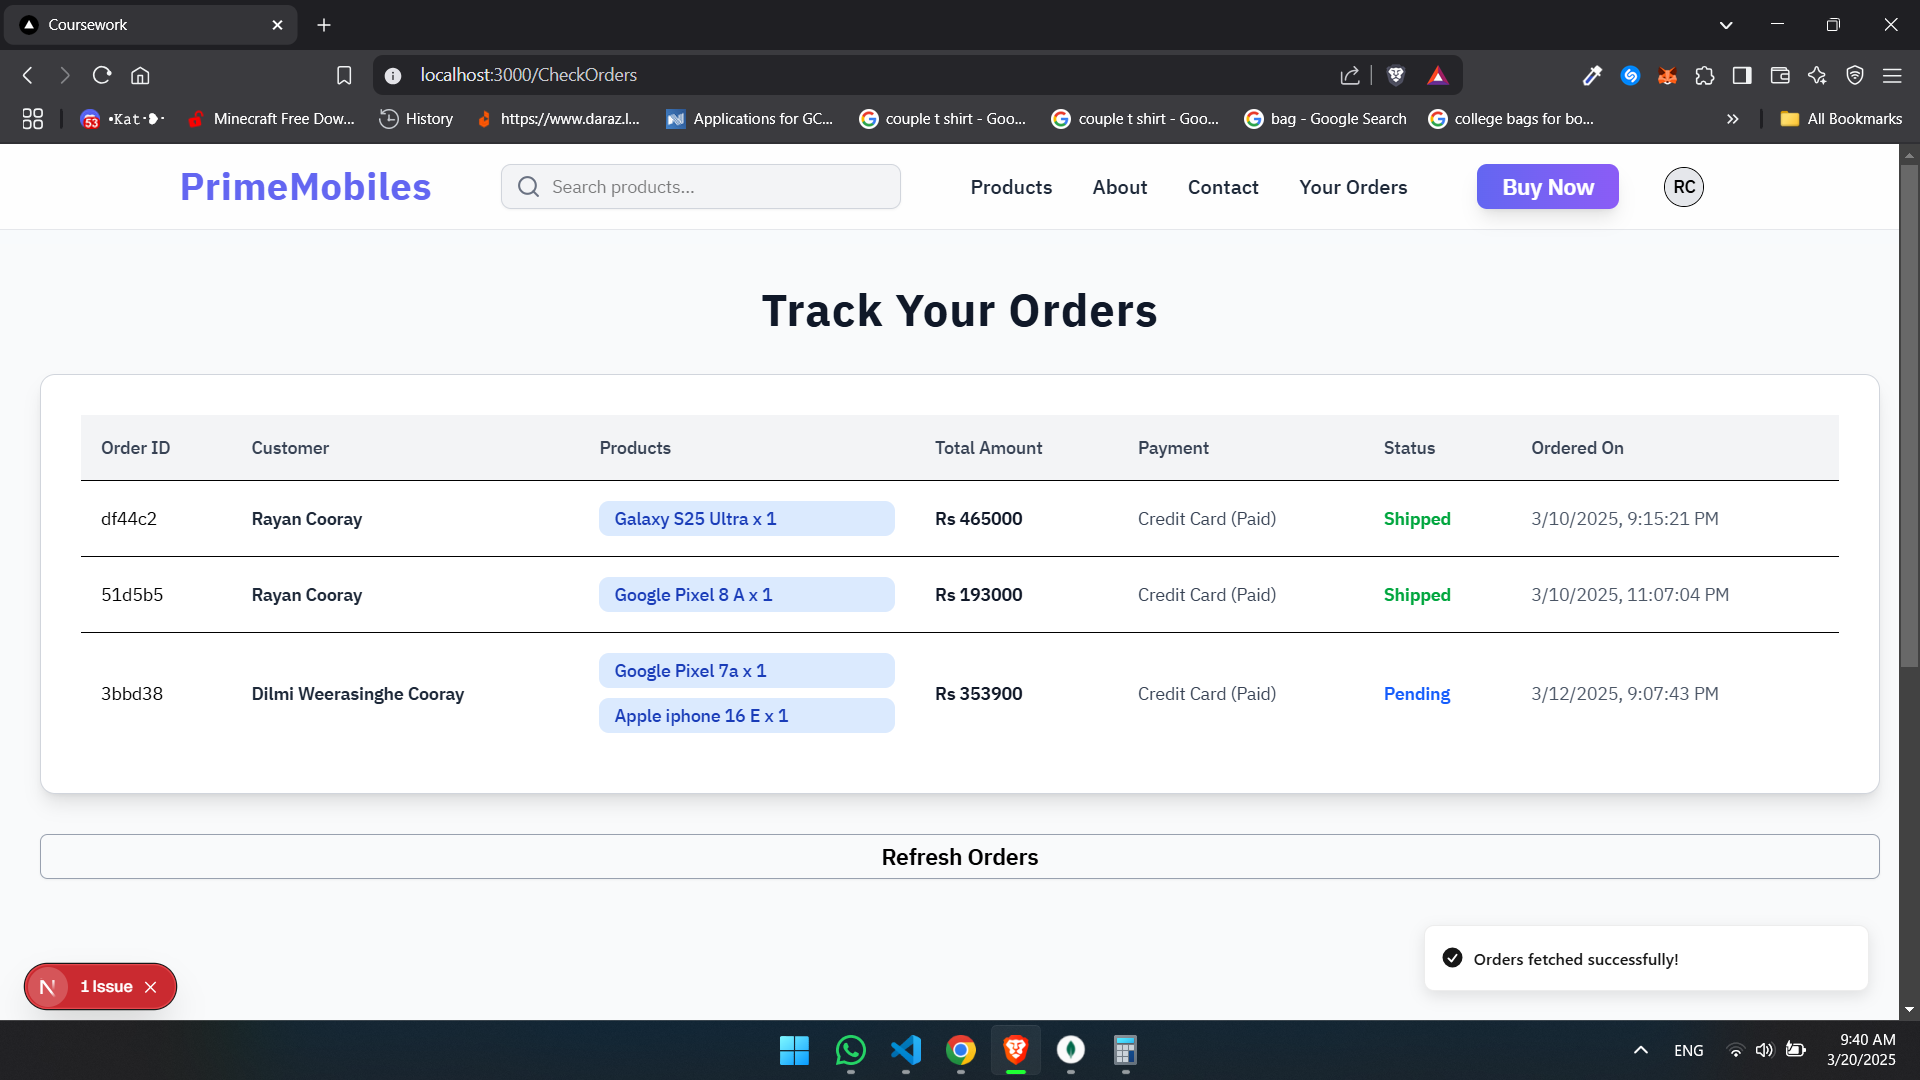 Coursework
localhost:3000/CheckOrders
53 •Kat･❥･ Minecraft Free Dow... History https://www.daraz.l... Applications for GC... couple t shirt - Goo... couple t shirt - Goo... bag - Google Search college bags for bo... » All Bookmarks
PrimeMobiles Search products... Products About Contact Your Orders Buy Now RC
Track Your Orders
Order ID Customer Products Total Amount Payment Status Ordered On
df44c2 Rayan Cooray Galaxy S25 Ultra x 1 Rs 465000 Credit Card (Paid) Shipped 3/10/2025, 9:15:21 PM
51d5b5 Rayan Cooray Google Pixel 8 A x 1 Rs 193000 Credit Card (Paid) Shipped 3/10/2025, 11:07:04 PM
Google Pixel 7a x 1
3bbd38 Dilmi Weerasinghe Cooray Rs 353900 Credit Card (Paid) Pending 3/12/2025, 9:07:43 PM
Apple iphone 16 E x 1
Refresh Orders
Orders fetched successfully!
N 1 Issue
ENG 9:40 AM
3/20/2025